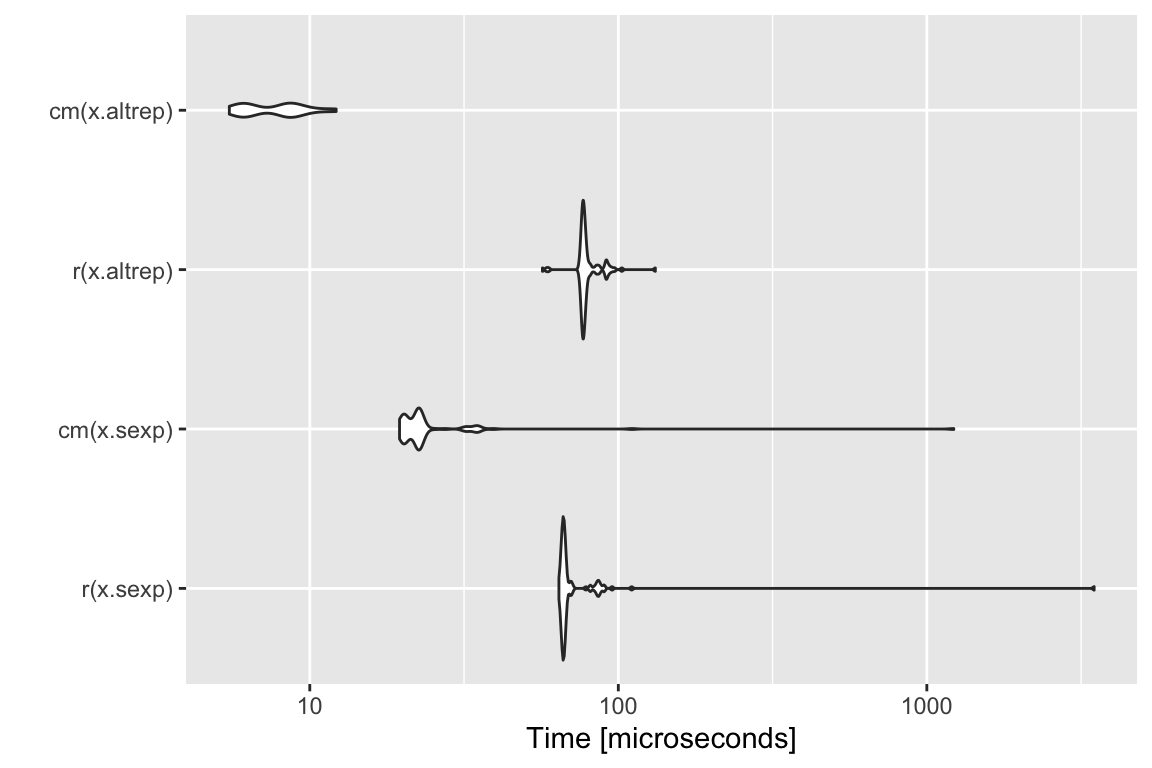 cm(x.altrep)
r(x.altrep)
cm(x.sexp)
r(x.sexp)
10 100 1000
Time [microseconds]